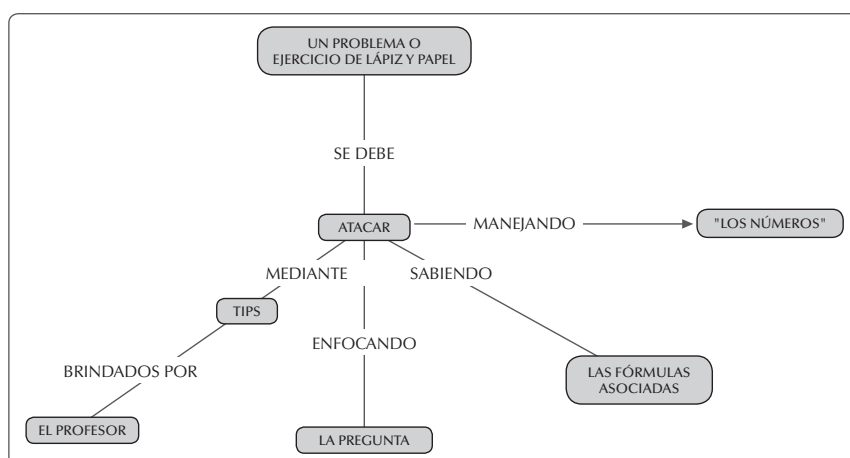 UN PROBLEMA O
EJERCICIO DE LÁPIZ Y PAPEL
SE DEBE
ATACAR
MANEJANDO
"LOS NÚMEROS"
MEDIANTE
SABIENDO
TIPS
ENFOCANDO
BRINDADOS POR
LAS FÓRMULAS
ASOCIADAS
EL PROFESOR
LA PREGUNTA